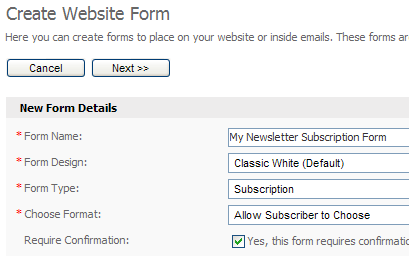 Create Website Form
Here you can create forms to place on your website or inside emails. These forms are
Cancel Next >>
New Form Details
* Form Name: My Newsletter Subscription Form
* Form Design: Classic White (Default)
* Form Type: Subscription
* Choose Format: Allow Subscriber to Choose
Require Confirmation: Yes, this form requires confirmatio